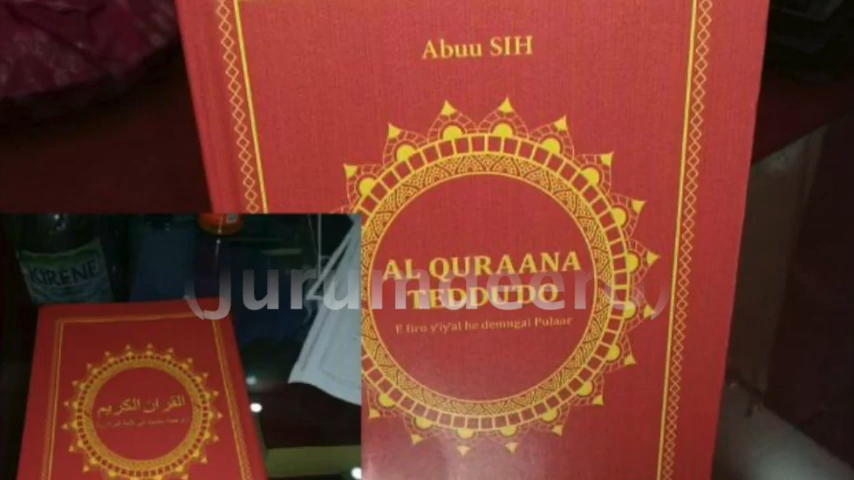 Abuu SIH
AL QURAANA
TEDDUDO
E firo y'iy'al he demngal Pulaar
KIRENE
القرآن الكريم